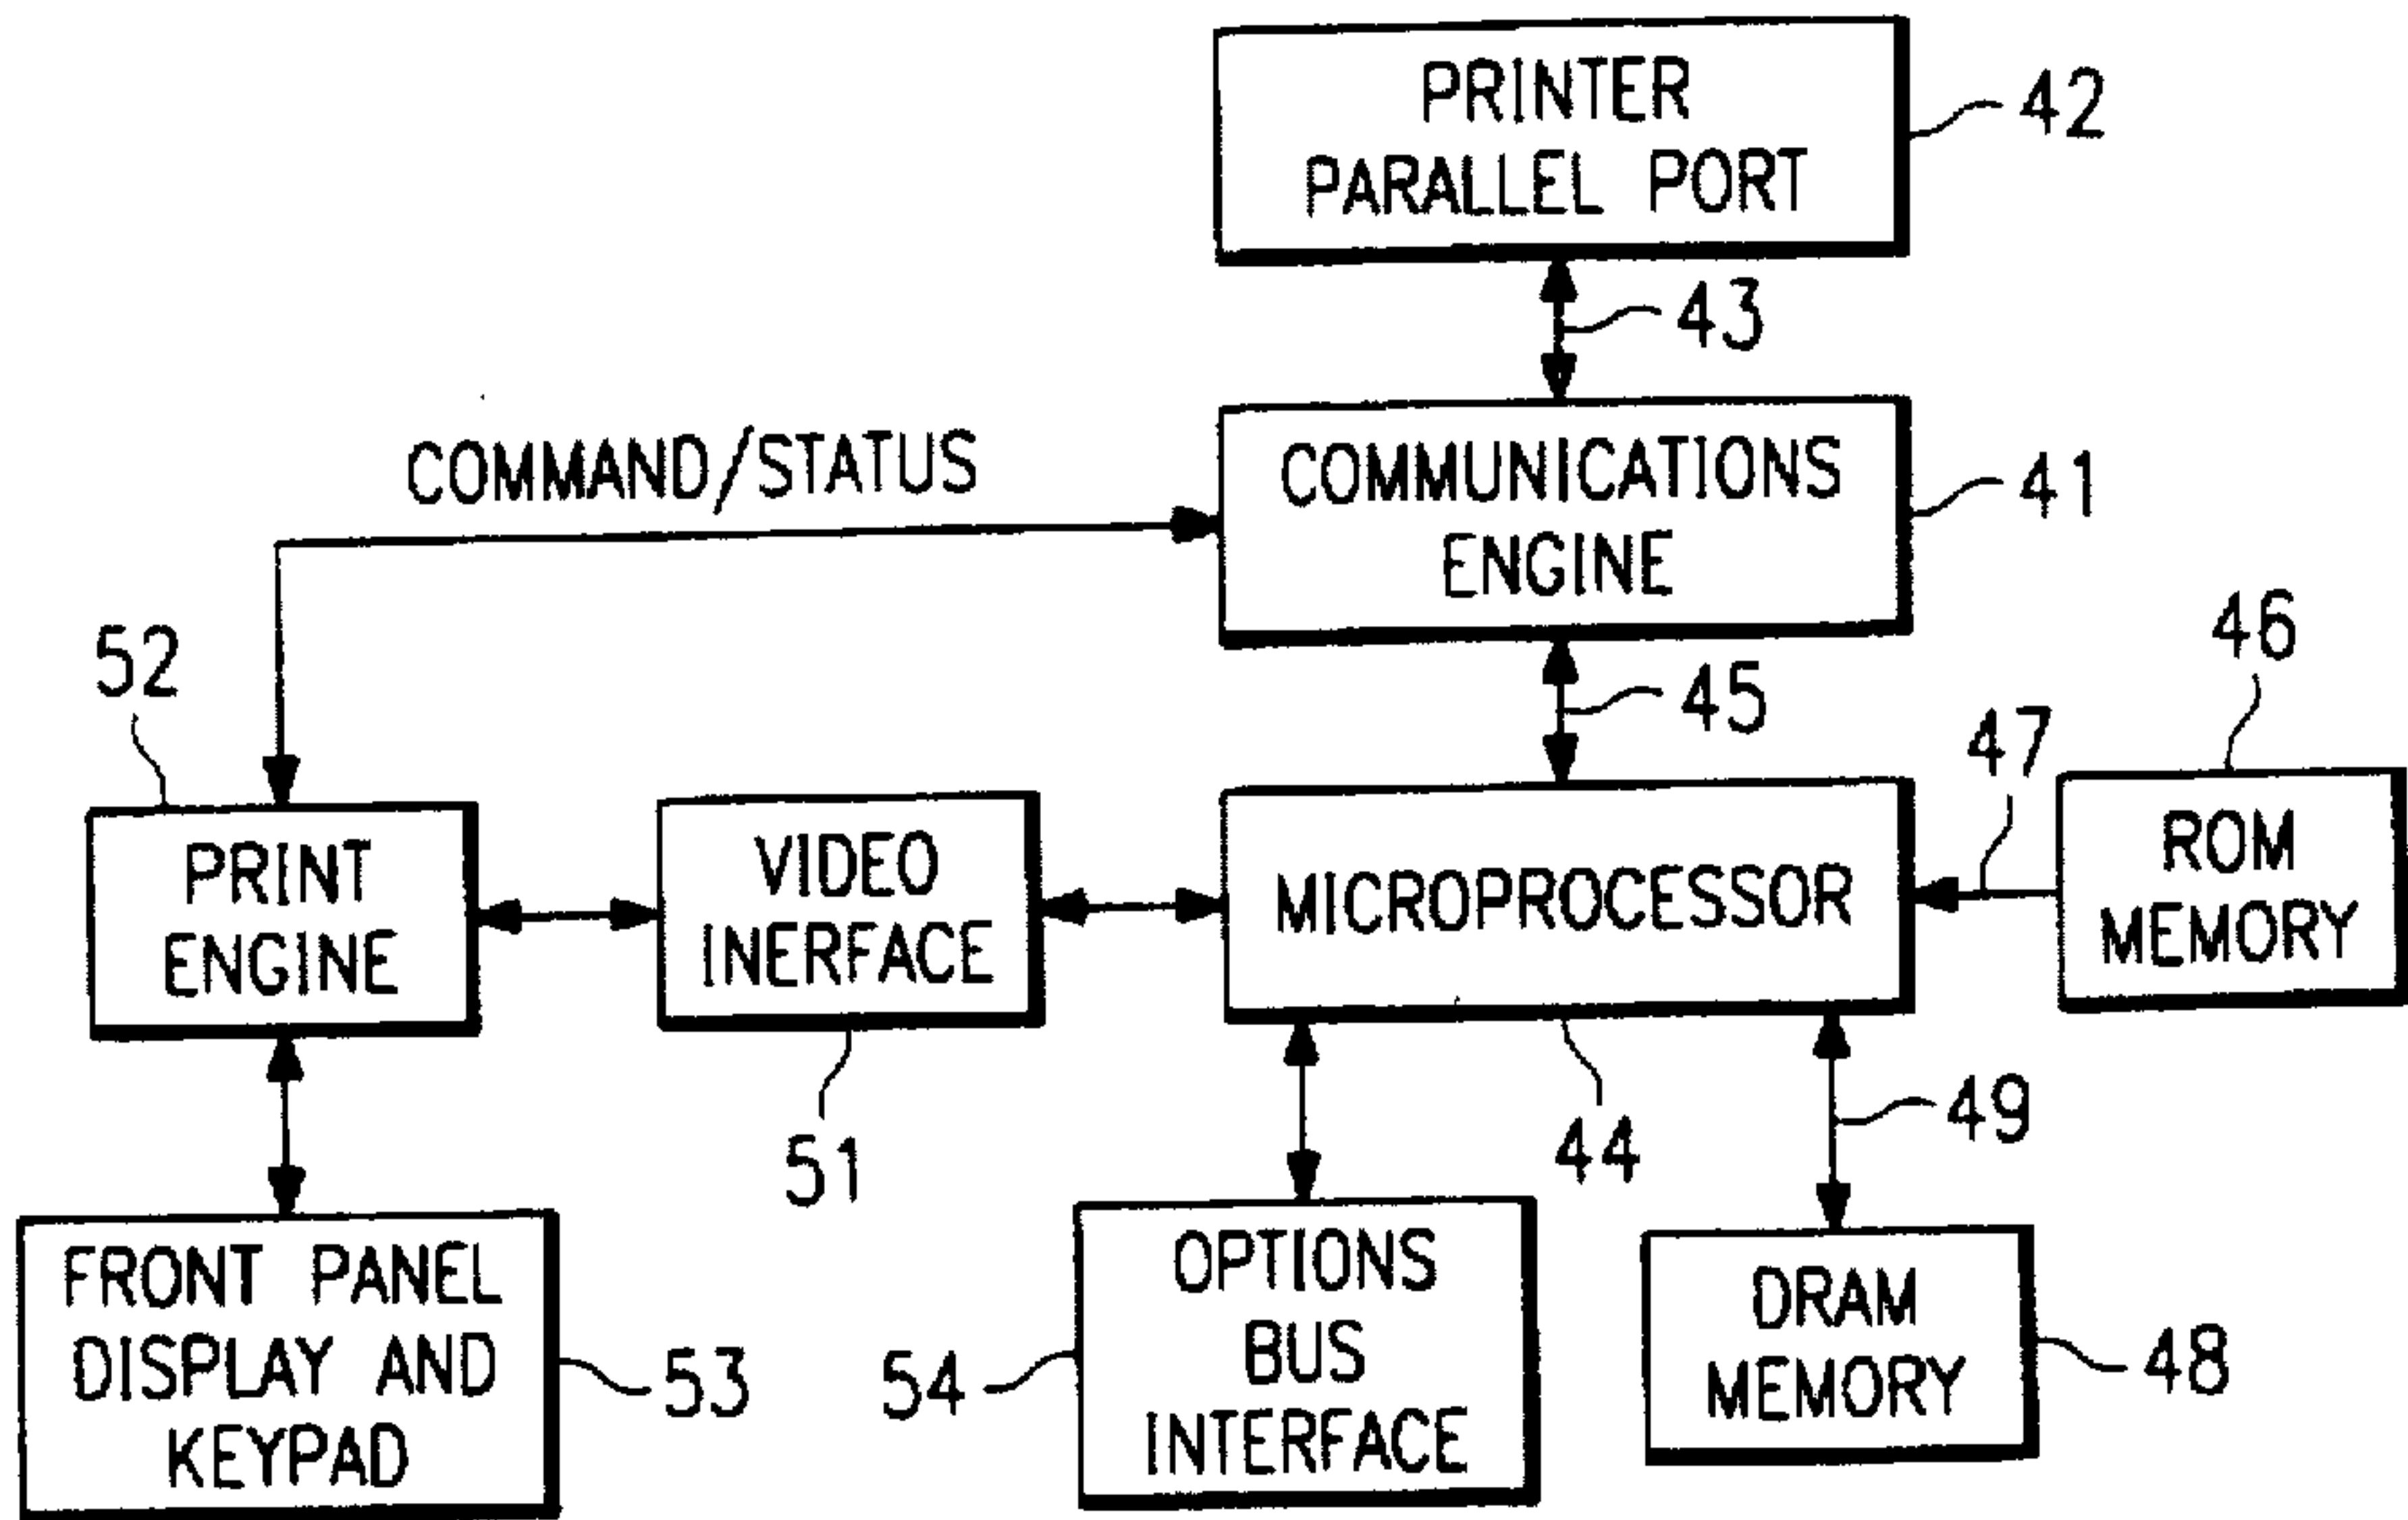 PRINTER
PARALLEL PORT
42
43
COMMAND/STATUS
COMMUNICATIONS
ENGINE
41
52
45
46
47
PRINT
ENGINE
VIDEO
INERFACE
MICROPROCESSOR
ROM
MEMORY
51
44
49
FRONT PANEL
DISPLAY AND
KEYPAD
53
54
OPTIONS
BUS
INTERFACE
DRAM
MEMORY
48